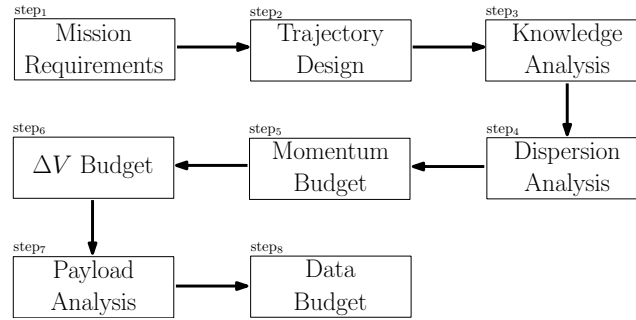 step₁
Mission
Requirements
step₂
Trajectory
Design
step₃
Knowledge
Analysis
step₄
Dispersion
Analysis
step₅
Momentum
Budget
step₆
ΔV Budget
step₇
Payload
Analysis
step₈
Data
Budget